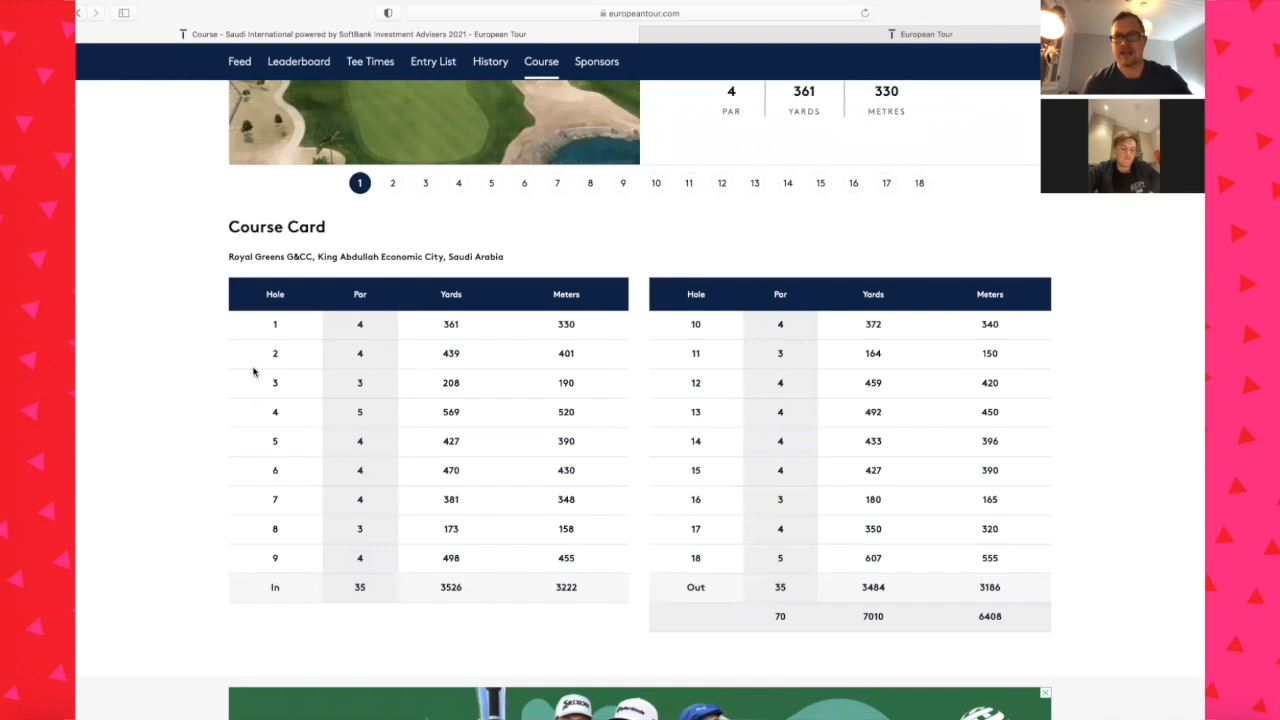 europeantour.com
Course - Saudi International powered by SoftBank Investment Advisers 2021 - European Tour
European Tour
Feed Leaderboard Tee Times Entry List History Course Sponsors
4 361 330
PAR YARDS METRES
1 2 3 4 5 6 7 8 9 10 11 12 13 14 15 16 17 18
Course Card
Royal Greens G&CC, King Abdullah Economic City, Saudi Arabia
Hole Par Yards Meters
1 4 361 330
2 4 439 401
3 3 208 190
4 5 569 520
5 4 427 390
6 4 470 430
7 4 381 348
8 3 173 158
9 4 498 455
In 35 3526 3222
Hole Par Yards Meters
10 4 372 340
11 3 164 150
12 4 459 420
13 4 492 450
14 4 433 396
15 4 427 390
16 3 180 165
17 4 350 320
18 5 607 555
Out 35 3484 3186
70 7010 6408
SRIXON
TaylorMade